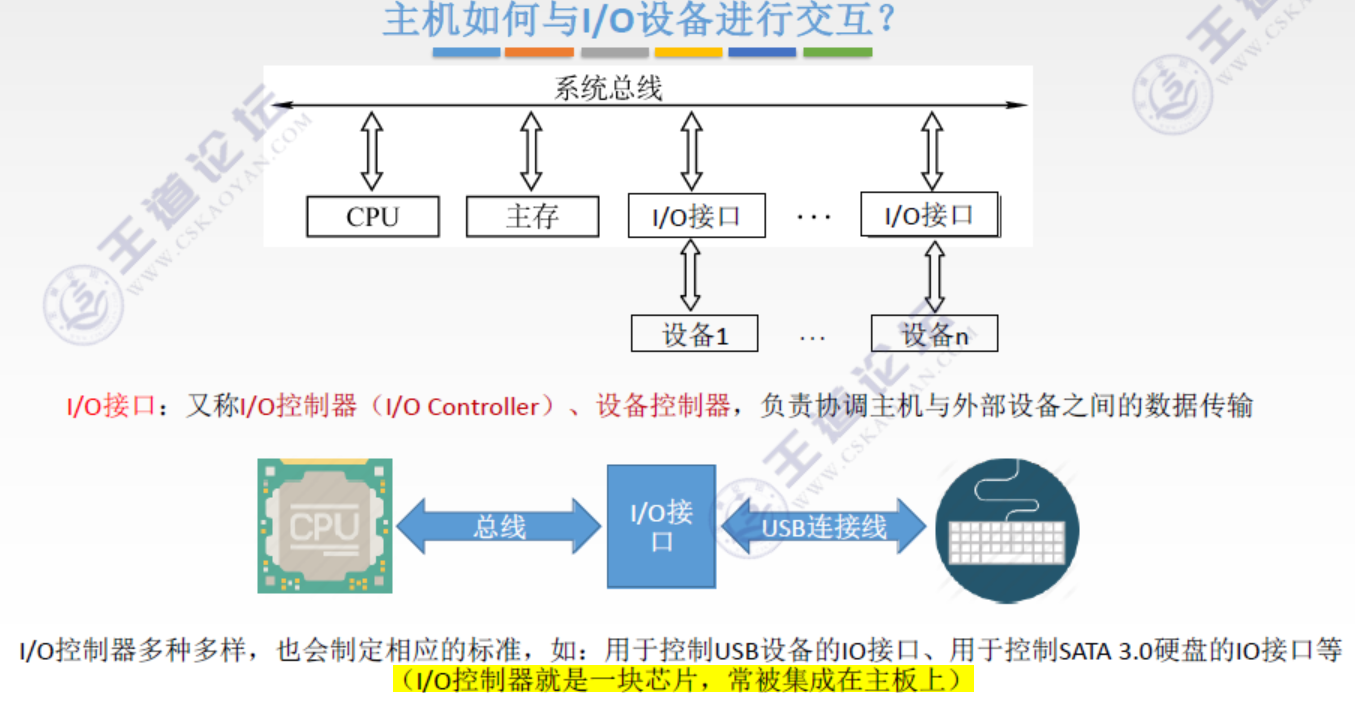 主机如何与I/O设备进行交互？
系统总线
CPU 主存 I/O接口 ... I/O接口
设备1 ... 设备n
I/O接口：又称I/O控制器（I/O Controller）、设备控制器，负责协调主机与外部设备之间的数据传输
CPU 总线 I/O接 USB连接线
口
I/O控制器多种多样，也会制定相应的标准，如：用于控制USB设备的IO接口、用于控制SATA 3.0硬盘的IO接口等
（I/O控制器就是一块芯片，常被集成在主板上）
王道论坛
WWW.CSKAOYAN.COM
王道论坛
WWW.CSKAOYAN.COM